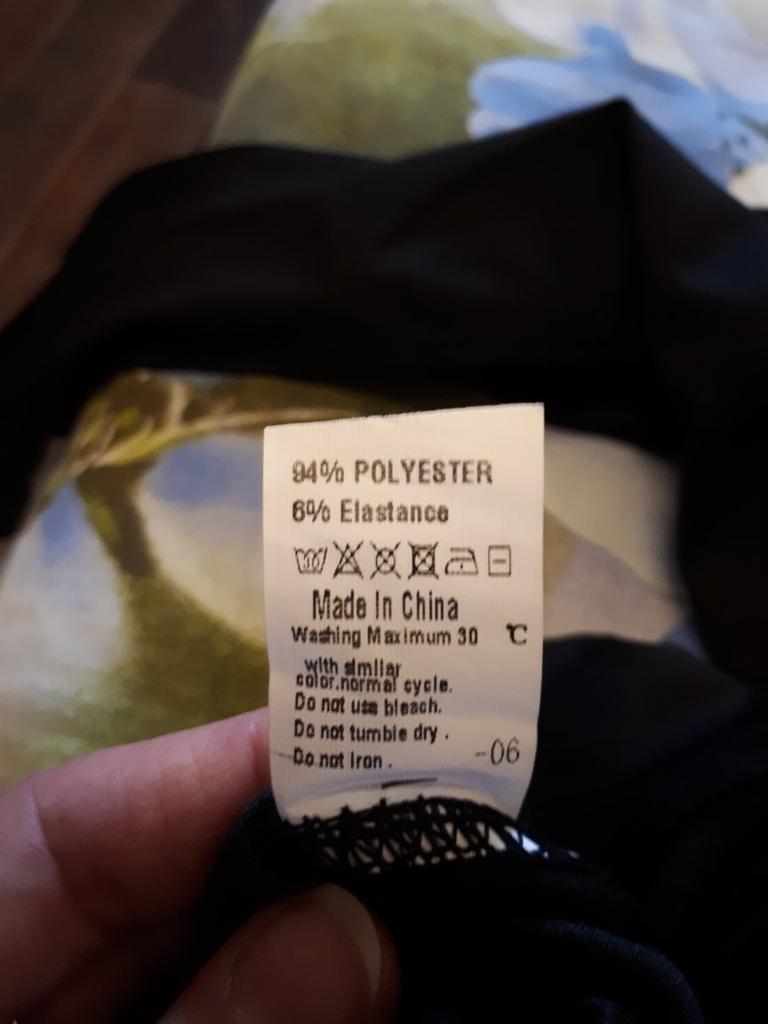 94% POLYESTER
6% Elastance
Made In China
Washing Maximum 30 ℃
with similar
color.normal cycle.
Do not use bleach.
Do not tumble dry .
Do not Iron .
-06